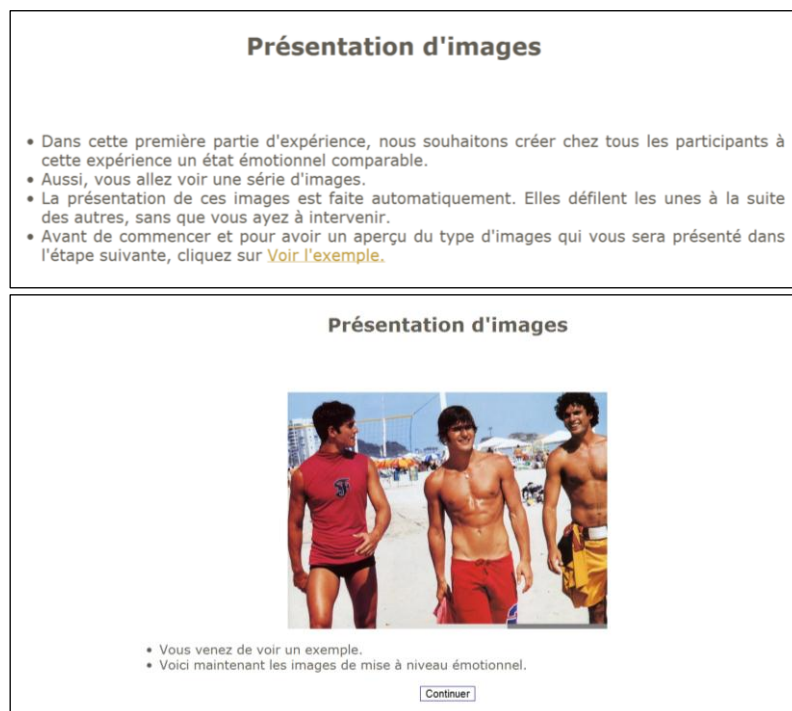 Présentation d'images
• Dans cette première partie d'expérience, nous souhaitons créer chez tous les participants à
cette expérience un état émotionnel comparable.
• Aussi, vous allez voir une série d'images.
• La présentation de ces images est faite automatiquement. Elles défilent les unes à la suite
des autres, sans que vous ayez à intervenir.
• Avant de commencer et pour avoir un aperçu du type d'images qui vous sera présenté dans
l'étape suivante, cliquez sur Voir l'exemple.
Présentation d'images
• Vous venez de voir un exemple.
• Voici maintenant les images de mise à niveau émotionnel.
Continuer